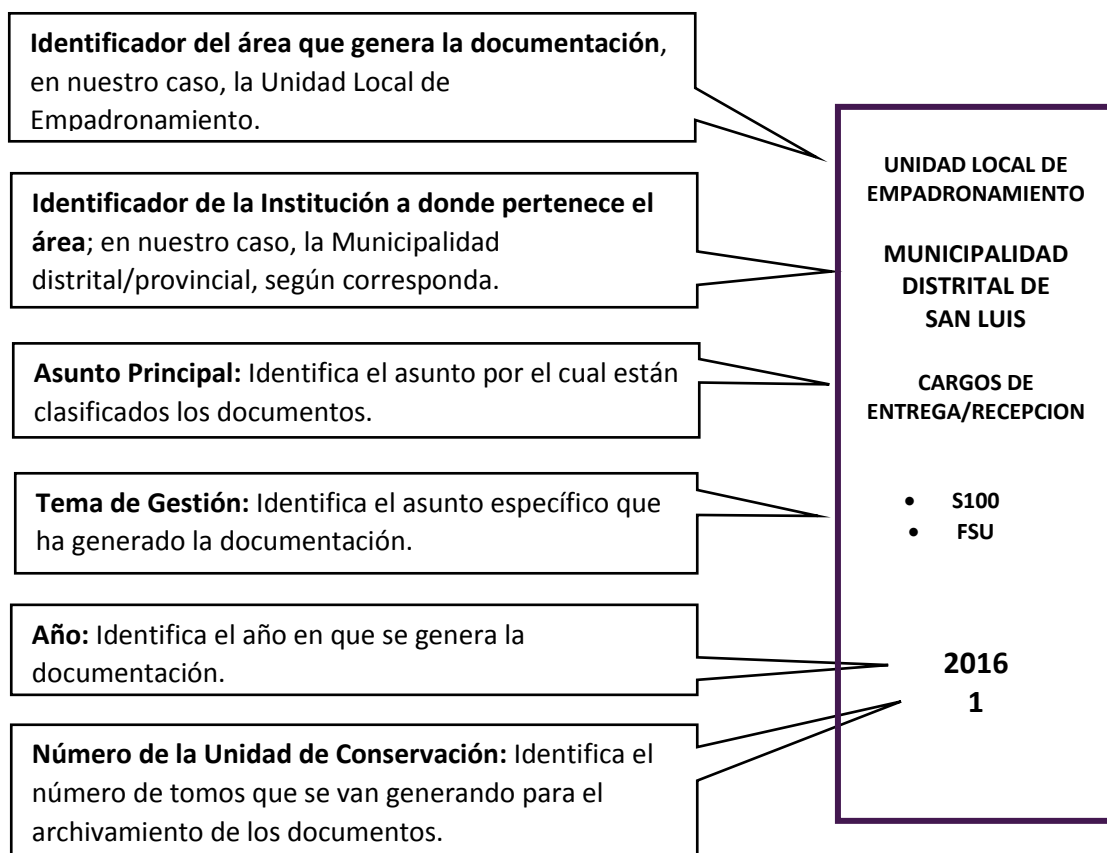 Identificador del área que genera la documentación,
en nuestro caso, la Unidad Local de
Empadronamiento.
Identificador de la Institución a donde pertenece el
área; en nuestro caso, la Municipalidad
distrital/provincial, según corresponda.
Asunto Principal: Identifica el asunto por el cual están
clasificados los documentos.
Tema de Gestión: Identifica el asunto específico que
ha generado la documentación.
Año: Identifica el año en que se genera la
documentación.
Número de la Unidad de Conservación: Identifica el
número de tomos que se van generando para el
archivamiento de los documentos.
UNIDAD LOCAL DE
EMPADRONAMIENTO
MUNICIPALIDAD
DISTRITAL DE
SAN LUIS
CARGOS DE
ENTREGA/RECEPCION
• S100
• FSU
2016
1